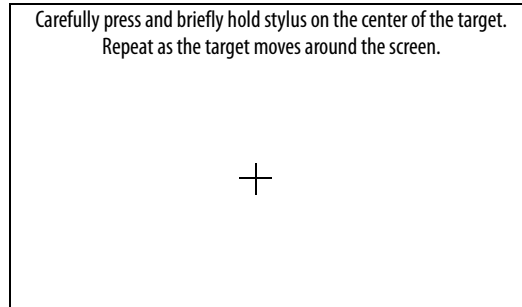 Carefully press and briefly hold stylus on the center of the target.
Repeat as the target moves around the screen.